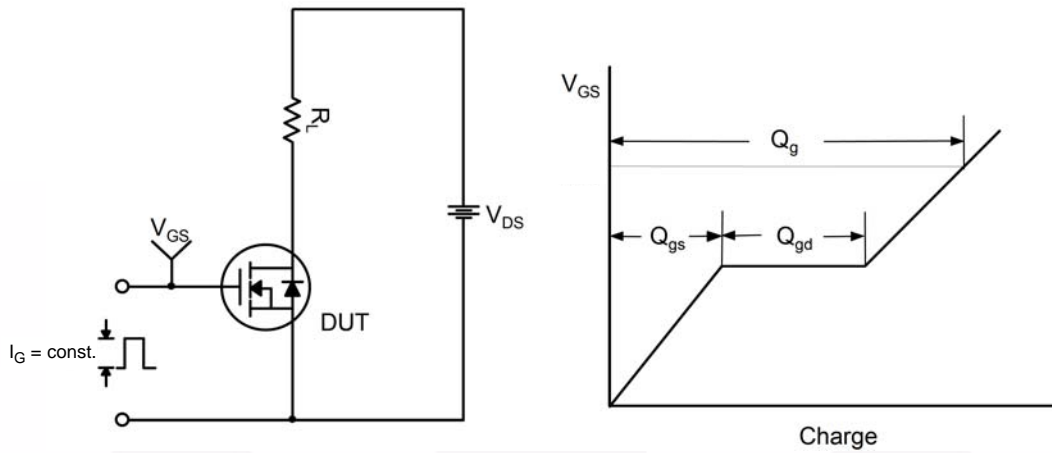 R_L
V_DS
V_GS
DUT
I_G = const.
V_GS
Q_g
Q_gs
Q_gd
Charge